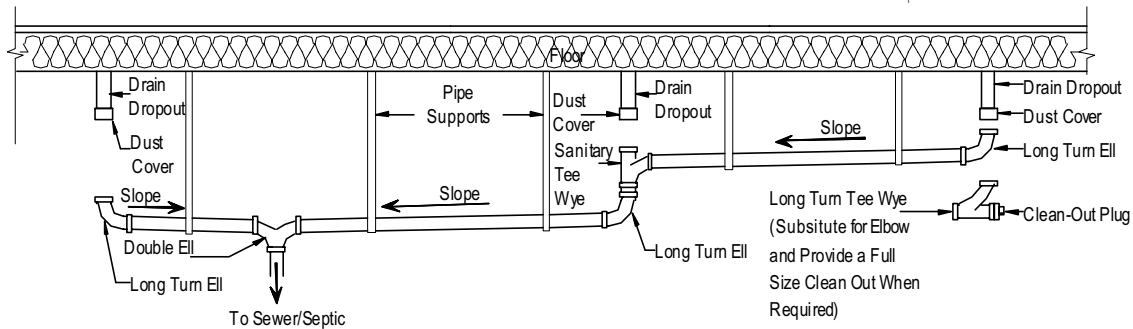 Floor
Drain
Dropout
Dust
Cover
Pipe
Supports
Dust
Cover
Drain
Dropout
Sanitary
Tee
Wye
Slope
Drain Dropout
Dust Cover
Long Turn Ell
Slope
Slope
Double Ell
Long Turn Ell
To Sewer/Septic
Long Turn Ell
Long Turn Tee Wye
(Subsitute for Elbow
and Provide a Full
Size Clean Out When
Required)
Clean-Out Plug